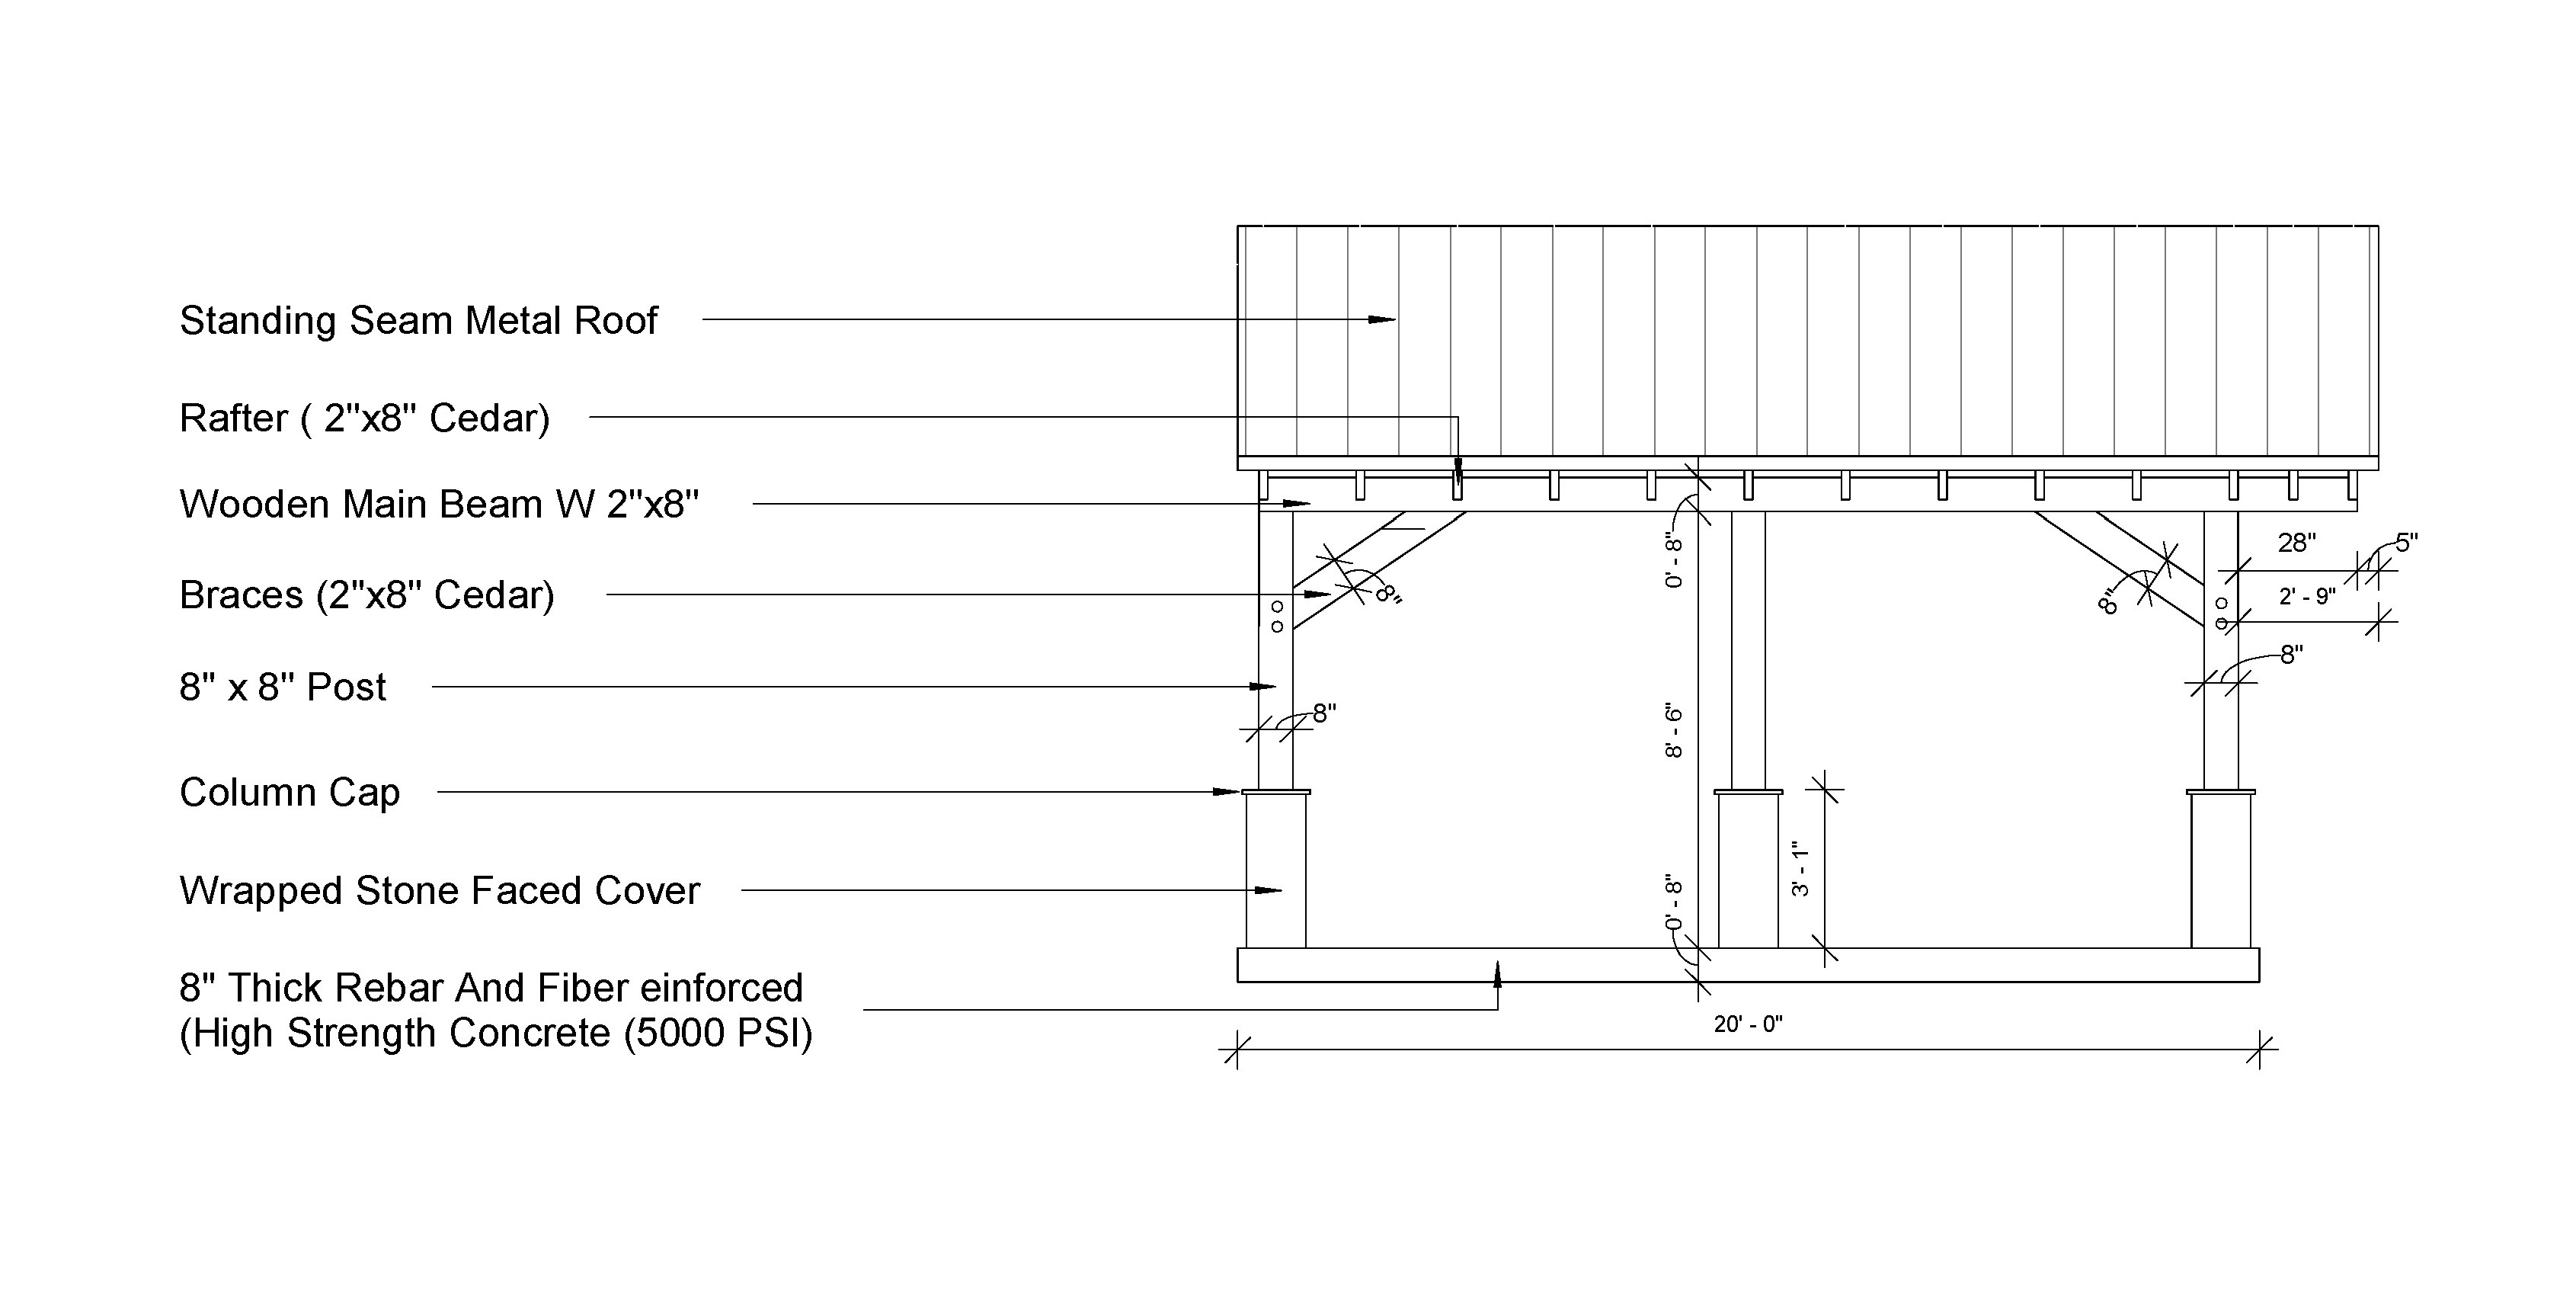 Standing Seam Metal Roof
Rafter ( 2"x8" Cedar)
Wooden Main Beam W 2"x8"
0' - 8"
28"
5"
Braces (2"x8" Cedar)
8"
8"
2' - 9"
8"
8" x 8" Post
8"
8' - 6"
Column Cap
3' - 1"
Wrapped Stone Faced Cover
0' - 8"
8" Thick Rebar And Fiber einforced
(High Strength Concrete (5000 PSI)
20' - 0"